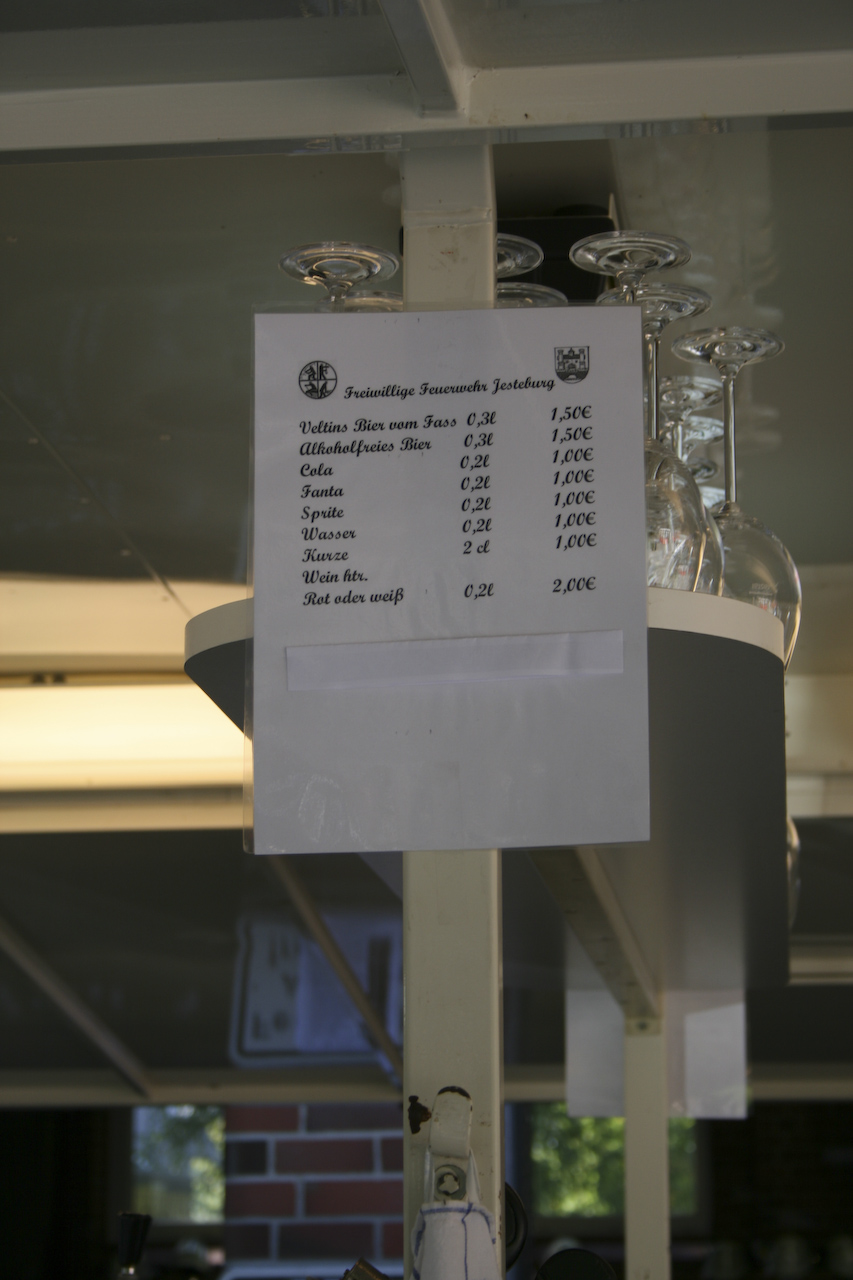 Freiwillige Feuerwehr Jesteburg
Veltins Bier vom Fass 0,3l 1,50€
Alkoholfreies Bier 0,3l 1,50€
Cola 0,2l 1,00€
Fanta 0,2l 1,00€
Sprite 0,2l 1,00€
Wasser 0,2l 1,00€
Kurze 2 cl 1,00€
Wein htr.
Rot oder weiß 0,2l 2,00€